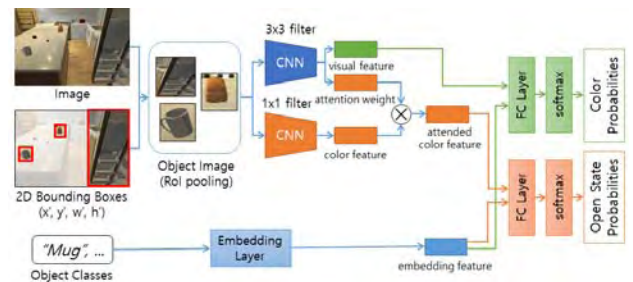 3x3 filter
CNN
visual feature
attention weight
Image
1x1 filter
CNN
color feature
attended
color feature
Object Image
(RoI pooling)
2D Bounding Boxes
(x', y', w', h')
"Mug", ...
Object Classes
Embedding
Layer
embedding feature
FC Layer
softmax
Color
Probabilities
FC Layer
softmax
Open State
Probabilities